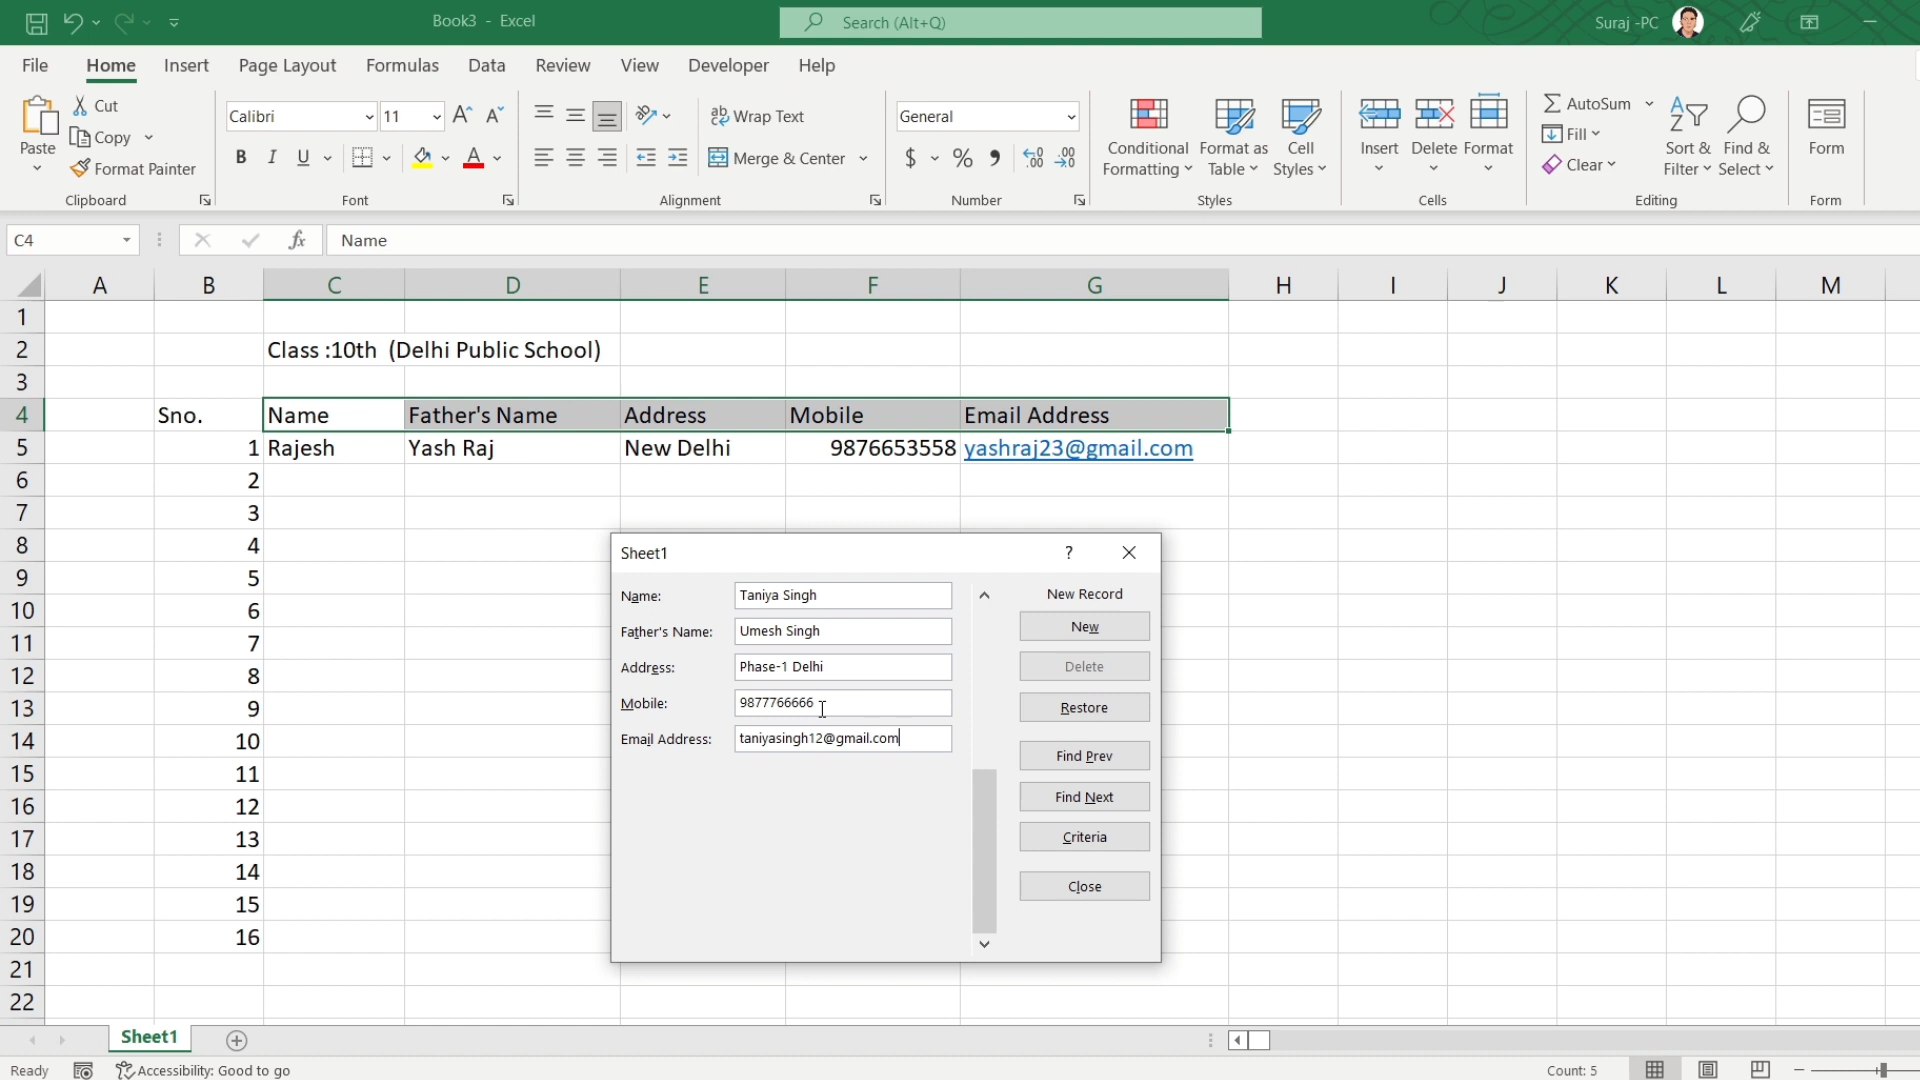 Book3 - Excel
Search (Alt+Q)
Suraj -PC
File Home Insert Page Layout Formulas Data Review View Developer Help
Paste
Cut
Copy
Format Painter
Clipboard
Calibri 11
B I U
Font
Wrap Text
Merge & Center
Alignment
General
$ % ,
Number
Conditional Formatting
Format as Table
Cell Styles
Styles
Insert Delete Format
Cells
AutoSum
Fill
Clear
Sort & Filter
Find & Select
Editing
Form
Form
C4 fx Name
A B C D E F G H I J K L M
1
2 Class :10th (Delhi Public School)
3
4 Sno. Name Father's Name Address Mobile Email Address
5 1 Rajesh Yash Raj New Delhi 9876653558 yashraj23@gmail.com
6 2
7 3
8 4
9 5
10 6
11 7
12 8
13 9
14 10
15 11
16 12
17 13
18 14
19 15
20 16
21
22
Sheet1 ?
Name: Taniya Singh
Father's Name: Umesh Singh
Address: Phase-1 Delhi
Mobile: 9877766666
Email Address: taniyasingh12@gmail.com
New Record
New
Delete
Restore
Find Prev
Find Next
Criteria
Close
Sheet1
Ready Accessibility: Good to go Count: 5